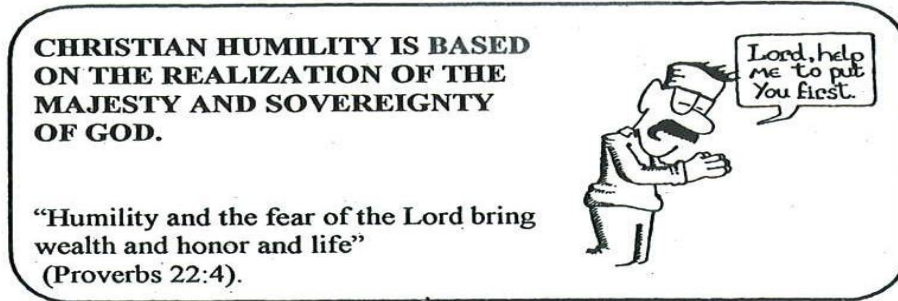 CHRISTIAN HUMILITY IS BASED
ON THE REALIZATION OF THE
MAJESTY AND SOVEREIGNTY
OF GOD.
“Humility and the fear of the Lord bring
wealth and honor and life”
(Proverbs 22:4).
Lord, help
ME to put
You first.